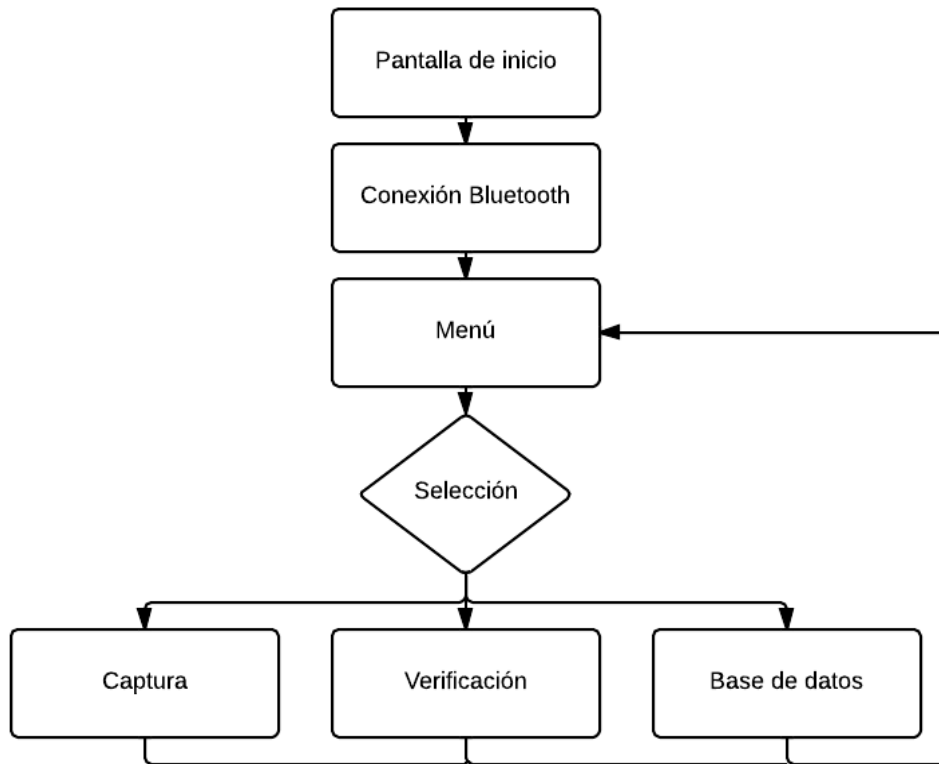 Pantalla de inicio
Conexión Bluetooth
Menú
Selección
Captura
Verificación
Base de datos